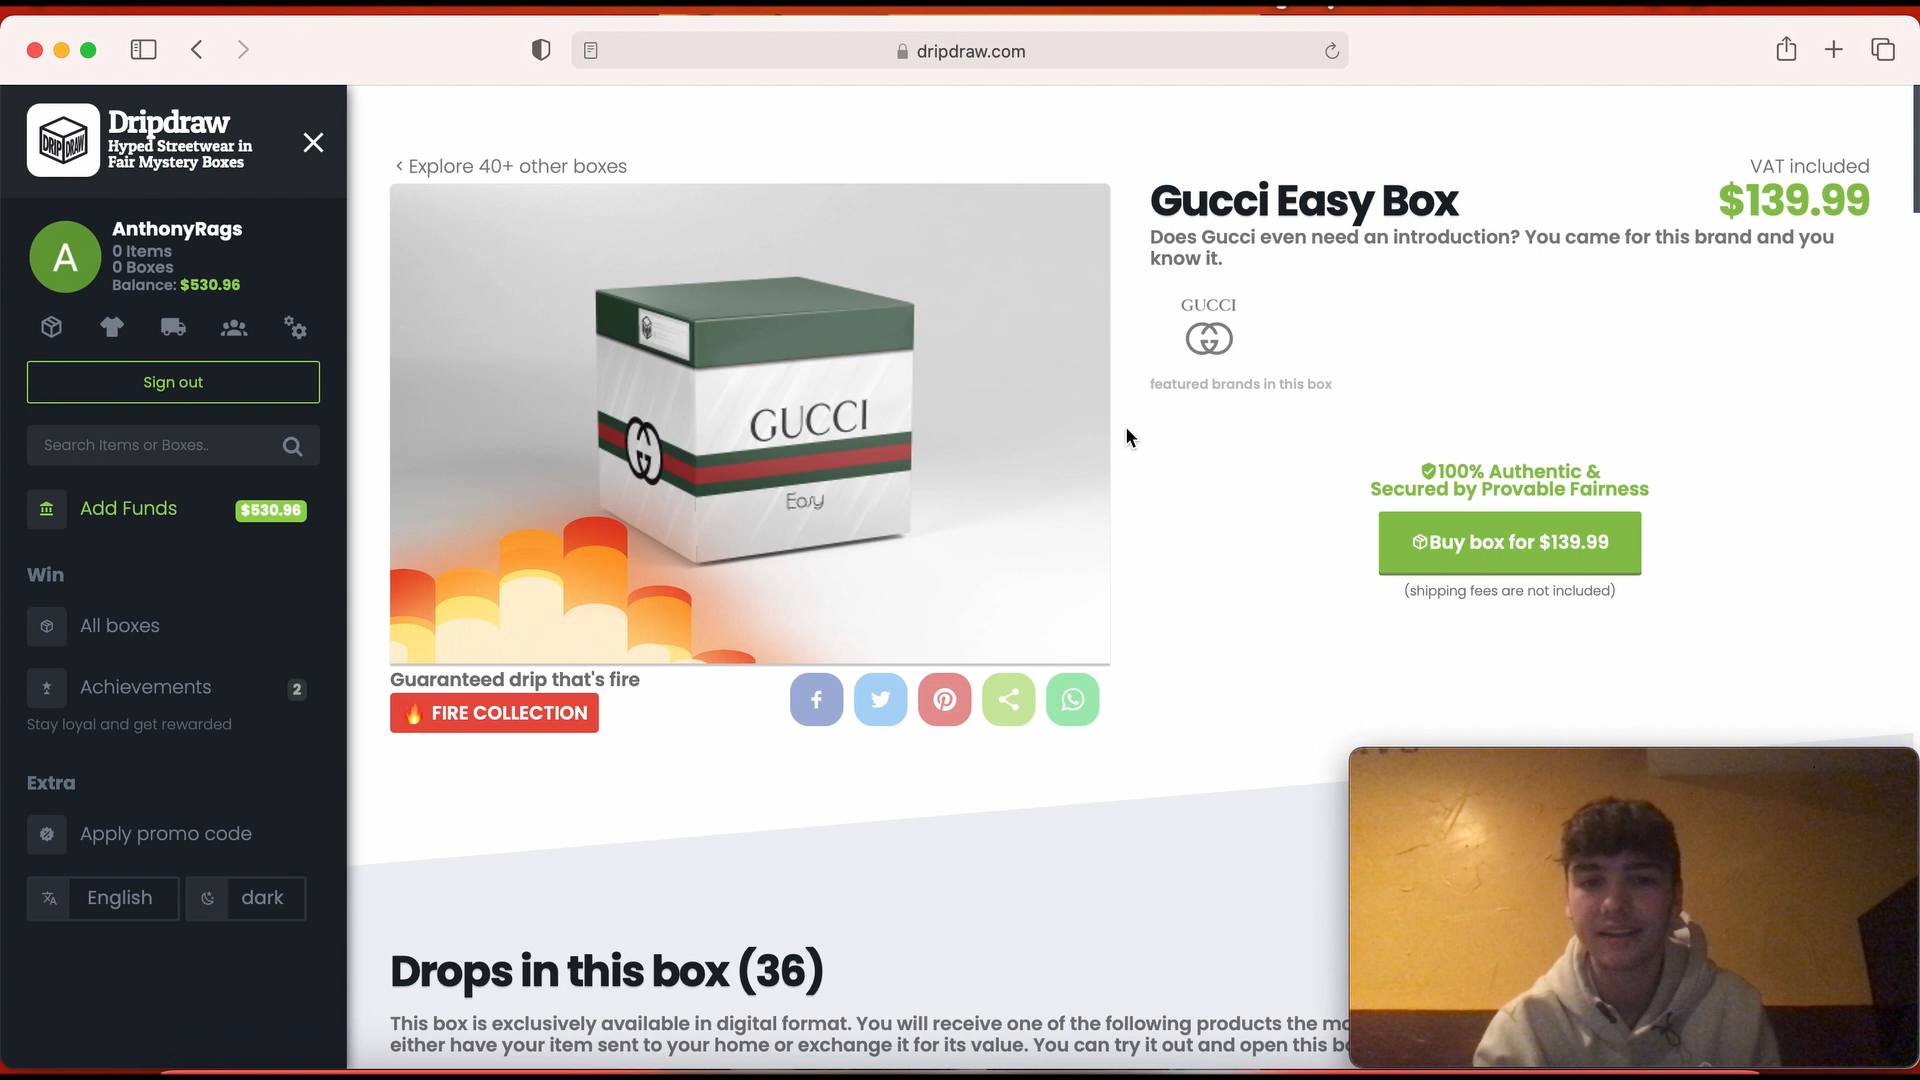 dripdraw.com
Dripdraw
Hyped Streetwear in
Fair Mystery Boxes
DRIP DRAW
A
AnthonyRags
0 Items
0 Boxes
Balance: $530.96
Sign out
Search Items or Boxes..
Add Funds
$530.96
Win
All boxes
Achievements
2
Stay loyal and get rewarded
Extra
Apply promo code
English
dark
< Explore 40+ other boxes
GUCCI
Easy
Guaranteed drip that's fire
FIRE COLLECTION
VAT included
Gucci Easy Box
$139.99
Does Gucci even need an introduction? You came for this brand and you
know it.
GUCCI
featured brands in this box
100% Authentic &
Secured by Provable Fairness
Buy box for $139.99
(shipping fees are not included)
Drops in this box (36)
This box is exclusively available in digital format. You will receive one of the following products the
either have your item sent to your home or exchange it for its value. You can try it out and open this